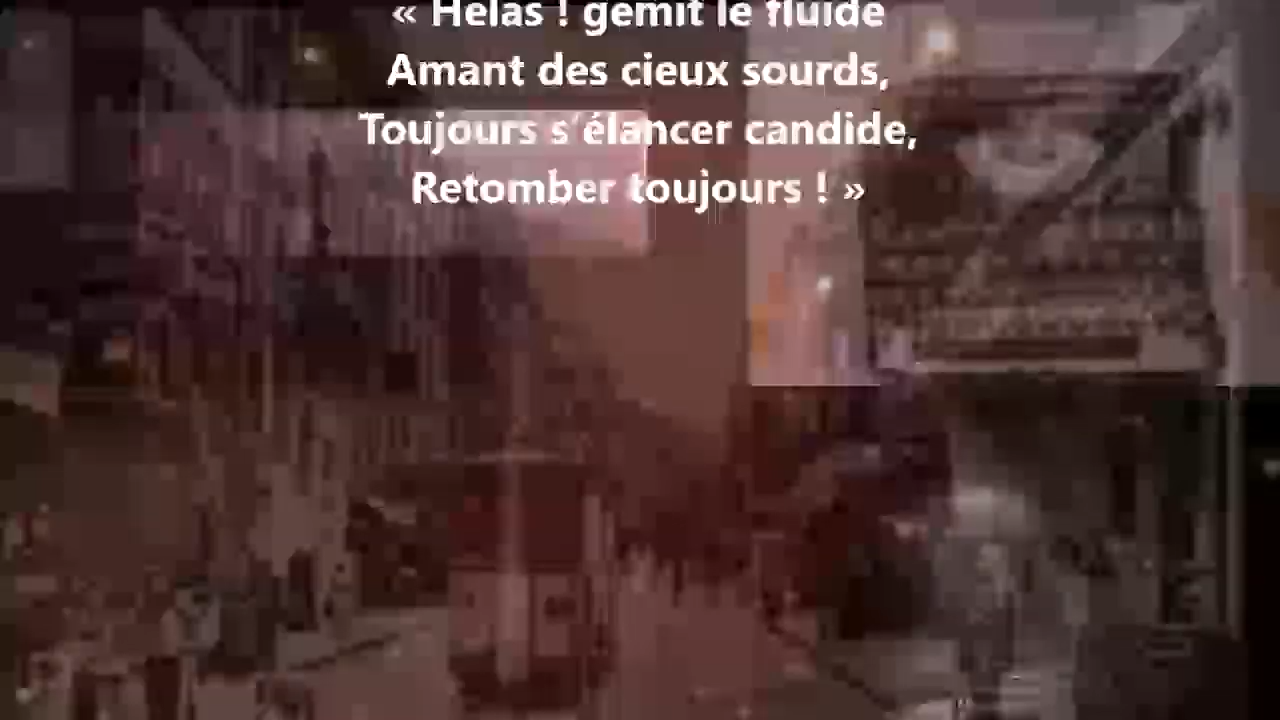 « Hélas ! gémit le fluide
Amant des cieux sourds,
Toujours s'élancer candide,
Retomber toujours ! »